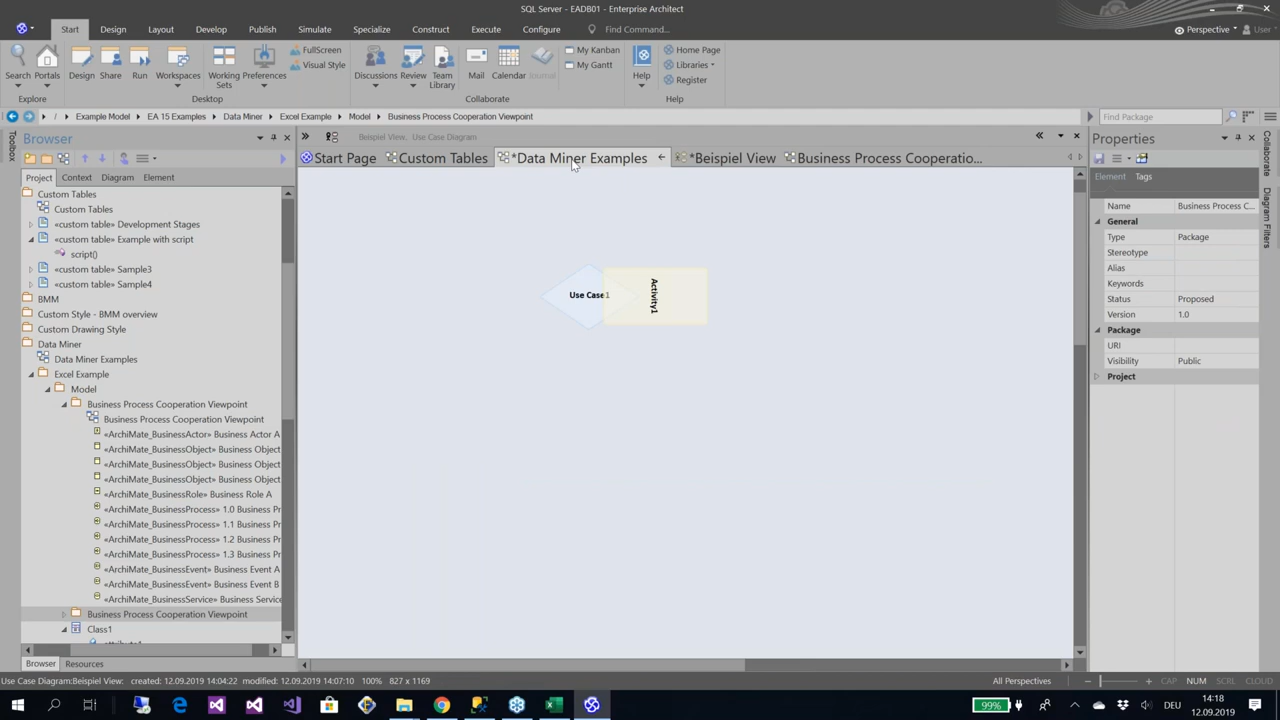 SQL Server - EADB01 - Enterprise Architect
Start
Design
Layout
Develop
Publish
Simulate
Specialize
Construct
Execute
Configure
Find Command...
Perspective
User
Search
Portals
Design
Share
Run
Workspaces
Working Sets
Preferences
FullScreen
Visual Style
Discussions
Review
Team Library
Mail
Calendar
Journal
My Kanban
My Gantt
Help
Home Page
Libraries
Register
Explore
Desktop
Collaborate
Help
/
Example Model
EA 15 Examples
Data Miner
Excel Example
Model
Business Process Cooperation Viewpoint
Find Package
Toolbox
Browser
Beispiel View. Use Case Diagram
Properties
Start Page
Custom Tables
*Data Miner Examples
*Beispiel View
Business Process Cooperatio...
Project
Context
Diagram
Element
Element
Tags
Custom Tables
Custom Tables
«custom table» Development Stages
«custom table» Example with script
script()
«custom table» Sample3
«custom table» Sample4
BMM
Custom Style - BMM overview
Custom Drawing Style
Data Miner
Data Miner Examples
Excel Example
Model
Business Process Cooperation Viewpoint
Business Process Cooperation Viewpoint
«ArchiMate_BusinessActor» Business Actor A
«ArchiMate_BusinessObject» Business Object
«ArchiMate_BusinessObject» Business Object
«ArchiMate_BusinessObject» Business Object
«ArchiMate_BusinessRole» Business Role A
«ArchiMate_BusinessProcess» 1.0 Business Pr
«ArchiMate_BusinessProcess» 1.1 Business Pr
«ArchiMate_BusinessProcess» 1.2 Business Pr
«ArchiMate_BusinessProcess» 1.3 Business Pr
«ArchiMate_BusinessEvent» Business Event A
«ArchiMate_BusinessEvent» Business Event B
«ArchiMate_BusinessService» Business Service
Business Process Cooperation Viewpoint
Class1
Browser
Resources
Use Case1
Activity1
Name Business Process C...
General
Type Package
Stereotype
Alias
Keywords
Status Proposed
Version 1.0
Package
URI
Visibility Public
Project
Collaborate
Diagram Filters
Use Case Diagram:Beispiel View: created: 12.09.2019 14:04:22 modified: 12.09.2019 14:07:10 100% 827 x 1169
All Perspectives
CAP NUM SCRL CLOUD
99%
DEU
14:18
12.09.2019